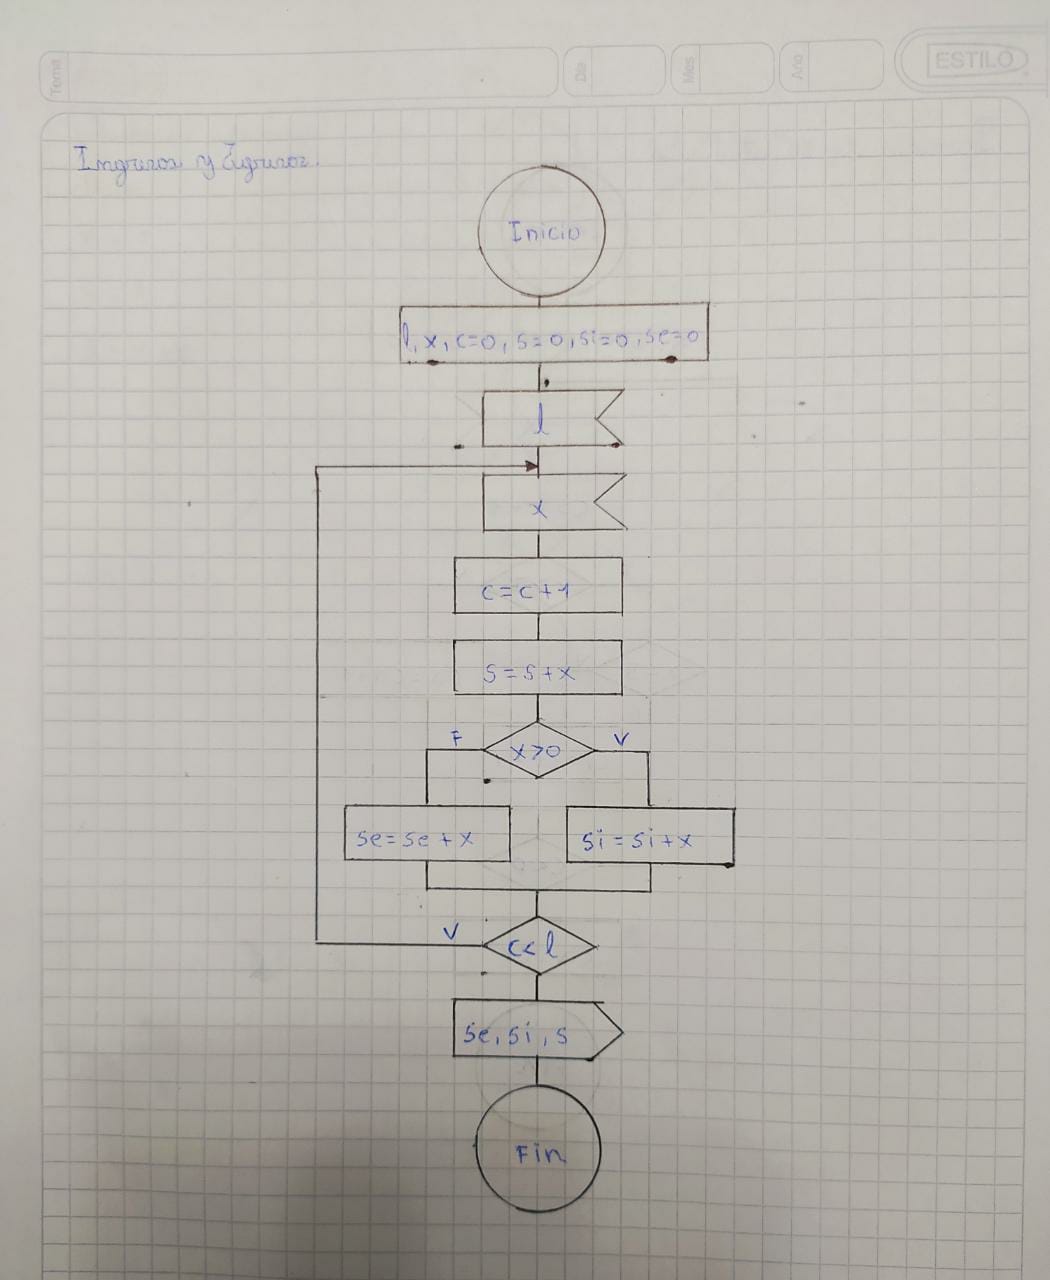 Tema
Día
Mes
Año
ESTILO
Ingresos y Egresos.
Inicio
l, x, c=0, s=0, si=0, se=0
l
x
c=c+1
s=s+x
F
x>0
V
se=se+x
si=si+x
V
c<l
se, si, s
Fin